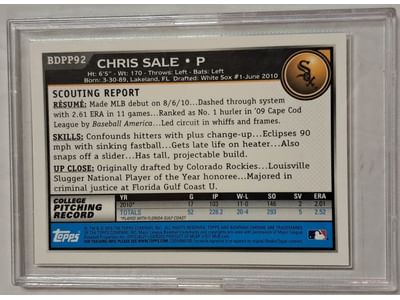 BDPP92
CHRIS SALE • P
Ht: 6'5" - Wt: 170 - Throws: Left - Bats: Left
Born: 3-30-89, Lakeland, FL Drafted: White Sox #1-June 2010
SOX
SCOUTING REPORT
RÉSUMÉ: Made MLB debut on 8/6/10...Dashed through system
with 2.61 ERA in 11 games...Ranked as No. 1 hurler in '09 Cape Cod
League by Baseball America...Led circuit in whiffs and frames.
SKILLS: Confounds hitters with plus change-up...Eclipses 90
mph with sinking fastball...Gets late life on heater...Also
snaps off a slider...Has tall, projectable build.
UP CLOSE: Originally drafted by Colorado Rockies...Louisville
Slugger National Player of the Year honoree...Majored in
criminal justice at Florida Gulf Coast U.
COLLEGE
PITCHING
RECORD
YR G IP W-L SO SV ERA
2010* 17 103 11-0 146 2 2.01
TOTALS 52 226.2 20-4 293 5 2.52
*PLAYED WITH FLORIDA GULF COAST
Topps